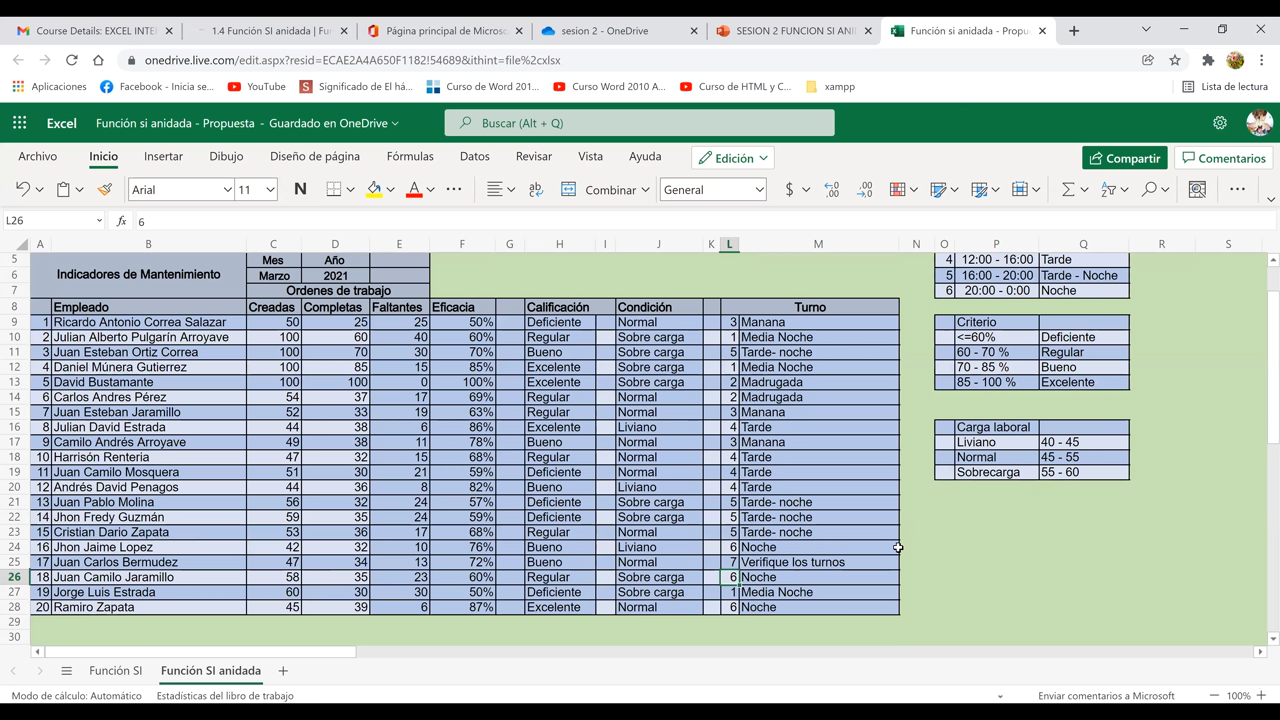 Course Details: EXCEL INTE 1.4 Función SI anidada | Fu Página principal de Microso sesion 2 - OneDrive SESION 2 FUNCION SI ANI Función si anidada - Propu
onedrive.live.com/edit.aspx?resid=ECAE2A4A650F1182!54689&ithint=file%2cxlsx
Aplicaciones Facebook - Inicia se... YouTube Significado de El há... Curso de Word 201... Curso Word 2010 A... Curso de HTML y C... xampp Lista de lectura
Excel Función si anidada - Propuesta - Guardado en OneDrive Buscar (Alt + Q)
Archivo Inicio Insertar Dibujo Diseño de página Fórmulas Datos Revisar Vista Ayuda Edición Compartir Comentarios
Arial 11 N A ab Combinar General $
L26 fx 6
A B C D E F G H I J K L M N O P Q R S
5 Mes Año 4 12:00 - 16:00 Tarde
6 Indicadores de Mantenimiento Marzo 2021 5 16:00 - 20:00 Tarde - Noche
7 Ordenes de trabajo 6 20:00 - 0:00 Noche
8 Empleado Creadas Completas Faltantes Eficacia Calificación Condición Turno
9 1 Ricardo Antonio Correa Salazar 50 25 25 50% Deficiente Normal 3 Manana Criterio
10 2 Julian Alberto Pulgarín Arroyave 100 60 40 60% Regular Sobre carga 1 Media Noche <=60% Deficiente
11 3 Juan Esteban Ortiz Correa 100 70 30 70% Bueno Sobre carga 5 Tarde- noche 60 - 70 % Regular
12 4 Daniel Múnera Gutierrez 100 85 15 85% Excelente Sobre carga 1 Media Noche 70 - 85 % Bueno
13 5 David Bustamante 100 100 0 100% Excelente Sobre carga 2 Madrugada 85 - 100 % Excelente
14 6 Carlos Andres Pérez 54 37 17 69% Regular Normal 2 Madrugada
15 7 Juan Esteban Jaramillo 52 33 19 63% Regular Normal 3 Manana
16 8 Julian David Estrada 44 38 6 86% Excelente Liviano 4 Tarde Carga laboral
17 9 Camilo Andrés Arroyave 49 38 11 78% Bueno Normal 3 Manana Liviano 40 - 45
18 10 Harrisón Renteria 47 32 15 68% Regular Normal 4 Tarde Normal 45 - 55
19 11 Juan Camilo Mosquera 51 30 21 59% Deficiente Normal 4 Tarde Sobrecarga 55 - 60
20 12 Andrés David Penagos 44 36 8 82% Bueno Liviano 4 Tarde
21 13 Juan Pablo Molina 56 32 24 57% Deficiente Sobre carga 5 Tarde- noche
22 14 Jhon Fredy Guzmán 59 35 24 59% Deficiente Sobre carga 5 Tarde- noche
23 15 Cristian Dario Zapata 53 36 17 68% Regular Normal 5 Tarde- noche
24 16 Jhon Jaime Lopez 42 32 10 76% Bueno Liviano 6 Noche
25 17 Juan Carlos Bermudez 47 34 13 72% Bueno Normal 7 Verifique los turnos
26 18 Juan Camilo Jaramillo 58 35 23 60% Regular Sobre carga 6 Noche
27 19 Jorge Luis Estrada 60 30 30 50% Deficiente Sobre carga 1 Media Noche
28 20 Ramiro Zapata 45 39 6 87% Excelente Normal 6 Noche
29
30
Función SI Función SI anidada
Modo de cálculo: Automático Estadísticas del libro de trabajo Enviar comentarios a Microsoft 100%